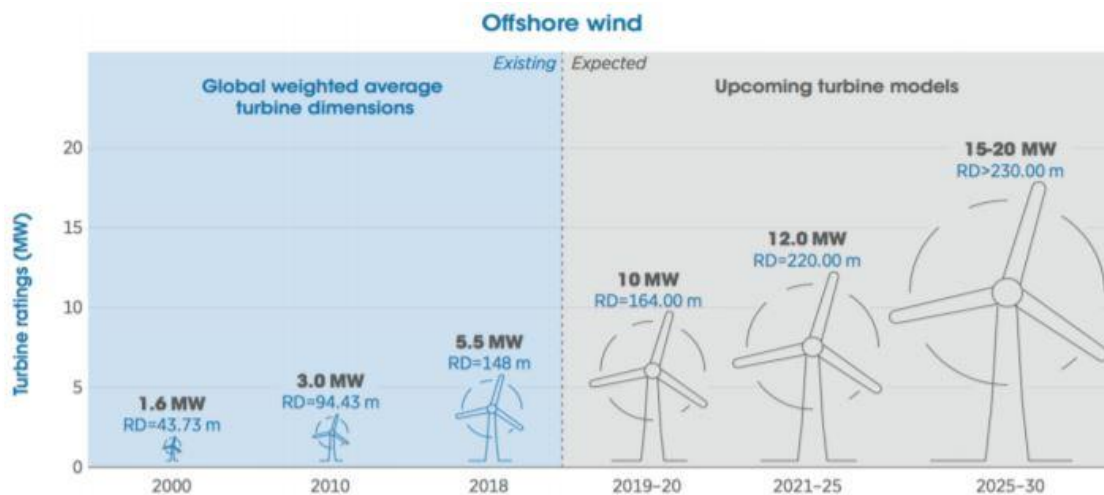 Offshore wind
Existing
Expected
Global weighted average
turbine dimensions
Upcoming turbine models
Turbine ratings (MW)
20
15
10
5
0
1.6 MW
RD=43.73 m
3.0 MW
RD=94.43 m
5.5 MW
RD=148 m
10 MW
RD=164.00 m
12.0 MW
RD=220.00 m
15-20 MW
RD>230.00 m
2000
2010
2018
2019-20
2021-25
2025-30